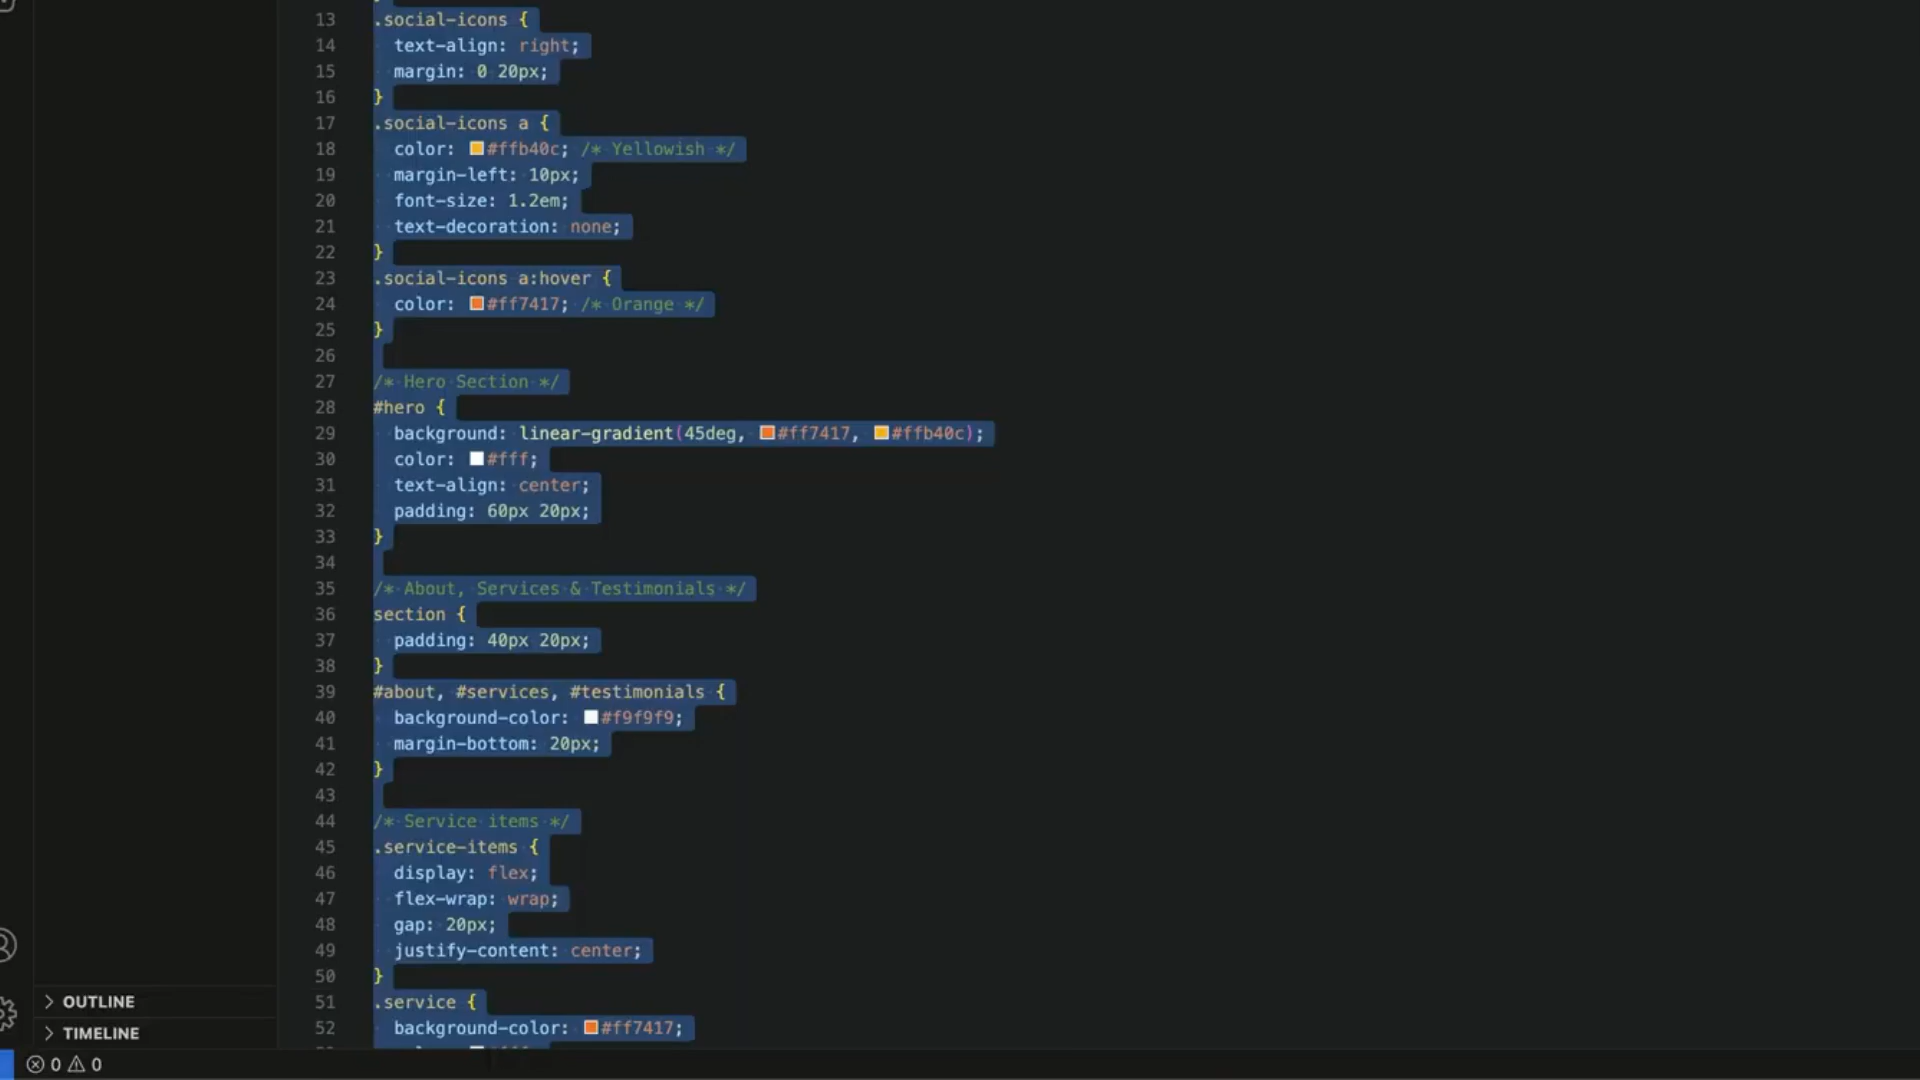 13 .social-icons {
14 text-align: right;
15 margin: 0 20px;
16 }
17 .social-icons a {
18 color: #ffb40c; /* Yellowish */
19 margin-left: 10px;
20 font-size: 1.2em;
21 text-decoration: none;
22 }
23 .social-icons a:hover {
24 color: #ff7417; /* Orange */
25 }
26
27 /* Hero Section */
28 #hero {
29 background: linear-gradient(45deg, #ff7417, #ffb40c);
30 color: #fff;
31 text-align: center;
32 padding: 60px 20px;
33 }
34
35 /* About, Services & Testimonials */
36 section {
37 padding: 40px 20px;
38 }
39 #about, #services, #testimonials {
40 background-color: #f9f9f9;
41 margin-bottom: 20px;
42 }
43
44 /* Service items */
45 .service-items {
46 display: flex;
47 flex-wrap: wrap;
48 gap: 20px;
49 justify-content: center;
50 }
51 .service {
52 background-color: #ff7417;
OUTLINE
TIMELINE
0 0